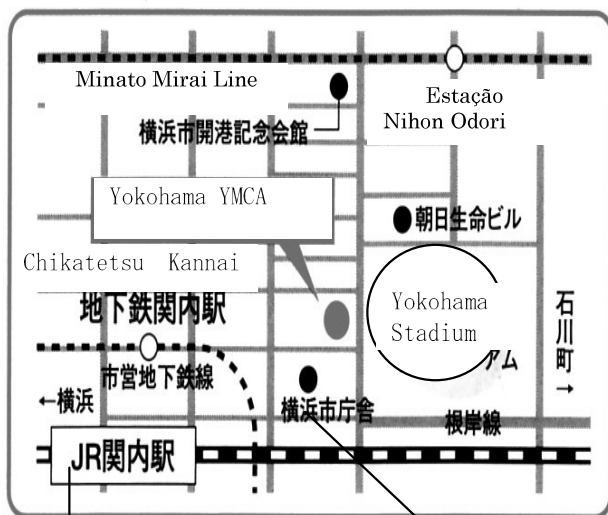 Minato Mirai Line
Estação
Nihon Odori
横浜市開港記念会館
Yokohama YMCA
朝日生命ビル
Chikatetsu Kannai
地下鉄関内駅
Yokohama
Stadium
アム
石川町→
市営地下鉄線
←横浜
横浜市庁舎
根岸線
JR関内駅